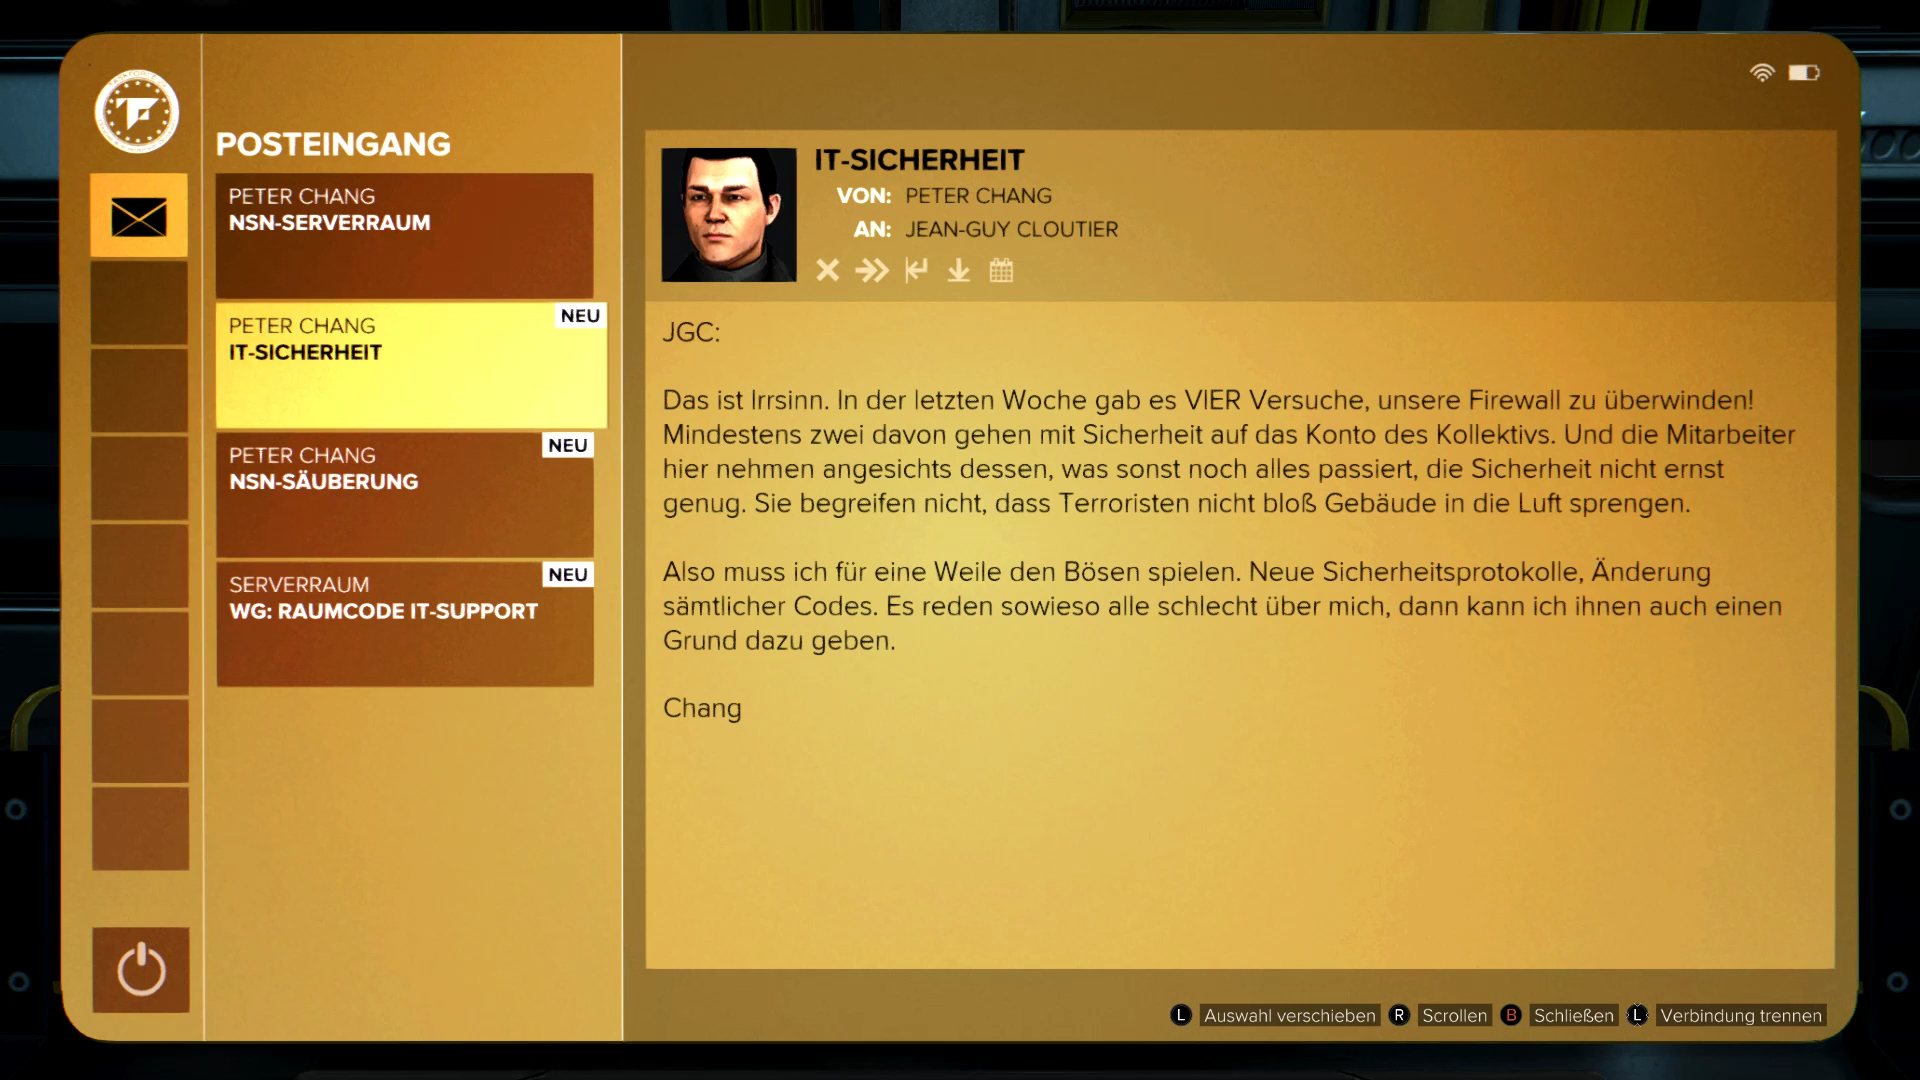 POSTEINGANG
PETER CHANG
NSN-SERVERRAUM
NEU
PETER CHANG
IT-SICHERHEIT
NEU
PETER CHANG
NSN-SÄUBERUNG
NEU
SERVERRAUM
WG: RAUMCODE IT-SUPPORT
IT-SICHERHEIT
VON: PETER CHANG
AN: JEAN-GUY CLOUTIER
JGC:
Das ist Irrsinn. In der letzten Woche gab es VIER Versuche, unsere Firewall zu überwinden!
Mindestens zwei davon gehen mit Sicherheit auf das Konto des Kollektivs. Und die Mitarbeiter
hier nehmen angesichts dessen, was sonst noch alles passiert, die Sicherheit nicht ernst
genug. Sie begreifen nicht, dass Terroristen nicht bloß Gebäude in die Luft sprengen.
Also muss ich für eine Weile den Bösen spielen. Neue Sicherheitsprotokolle, Änderung
sämtlicher Codes. Es reden sowieso alle schlecht über mich, dann kann ich ihnen auch einen
Grund dazu geben.
Chang
L Auswahl verschieben R Scrollen B Schließen L Verbindung trennen